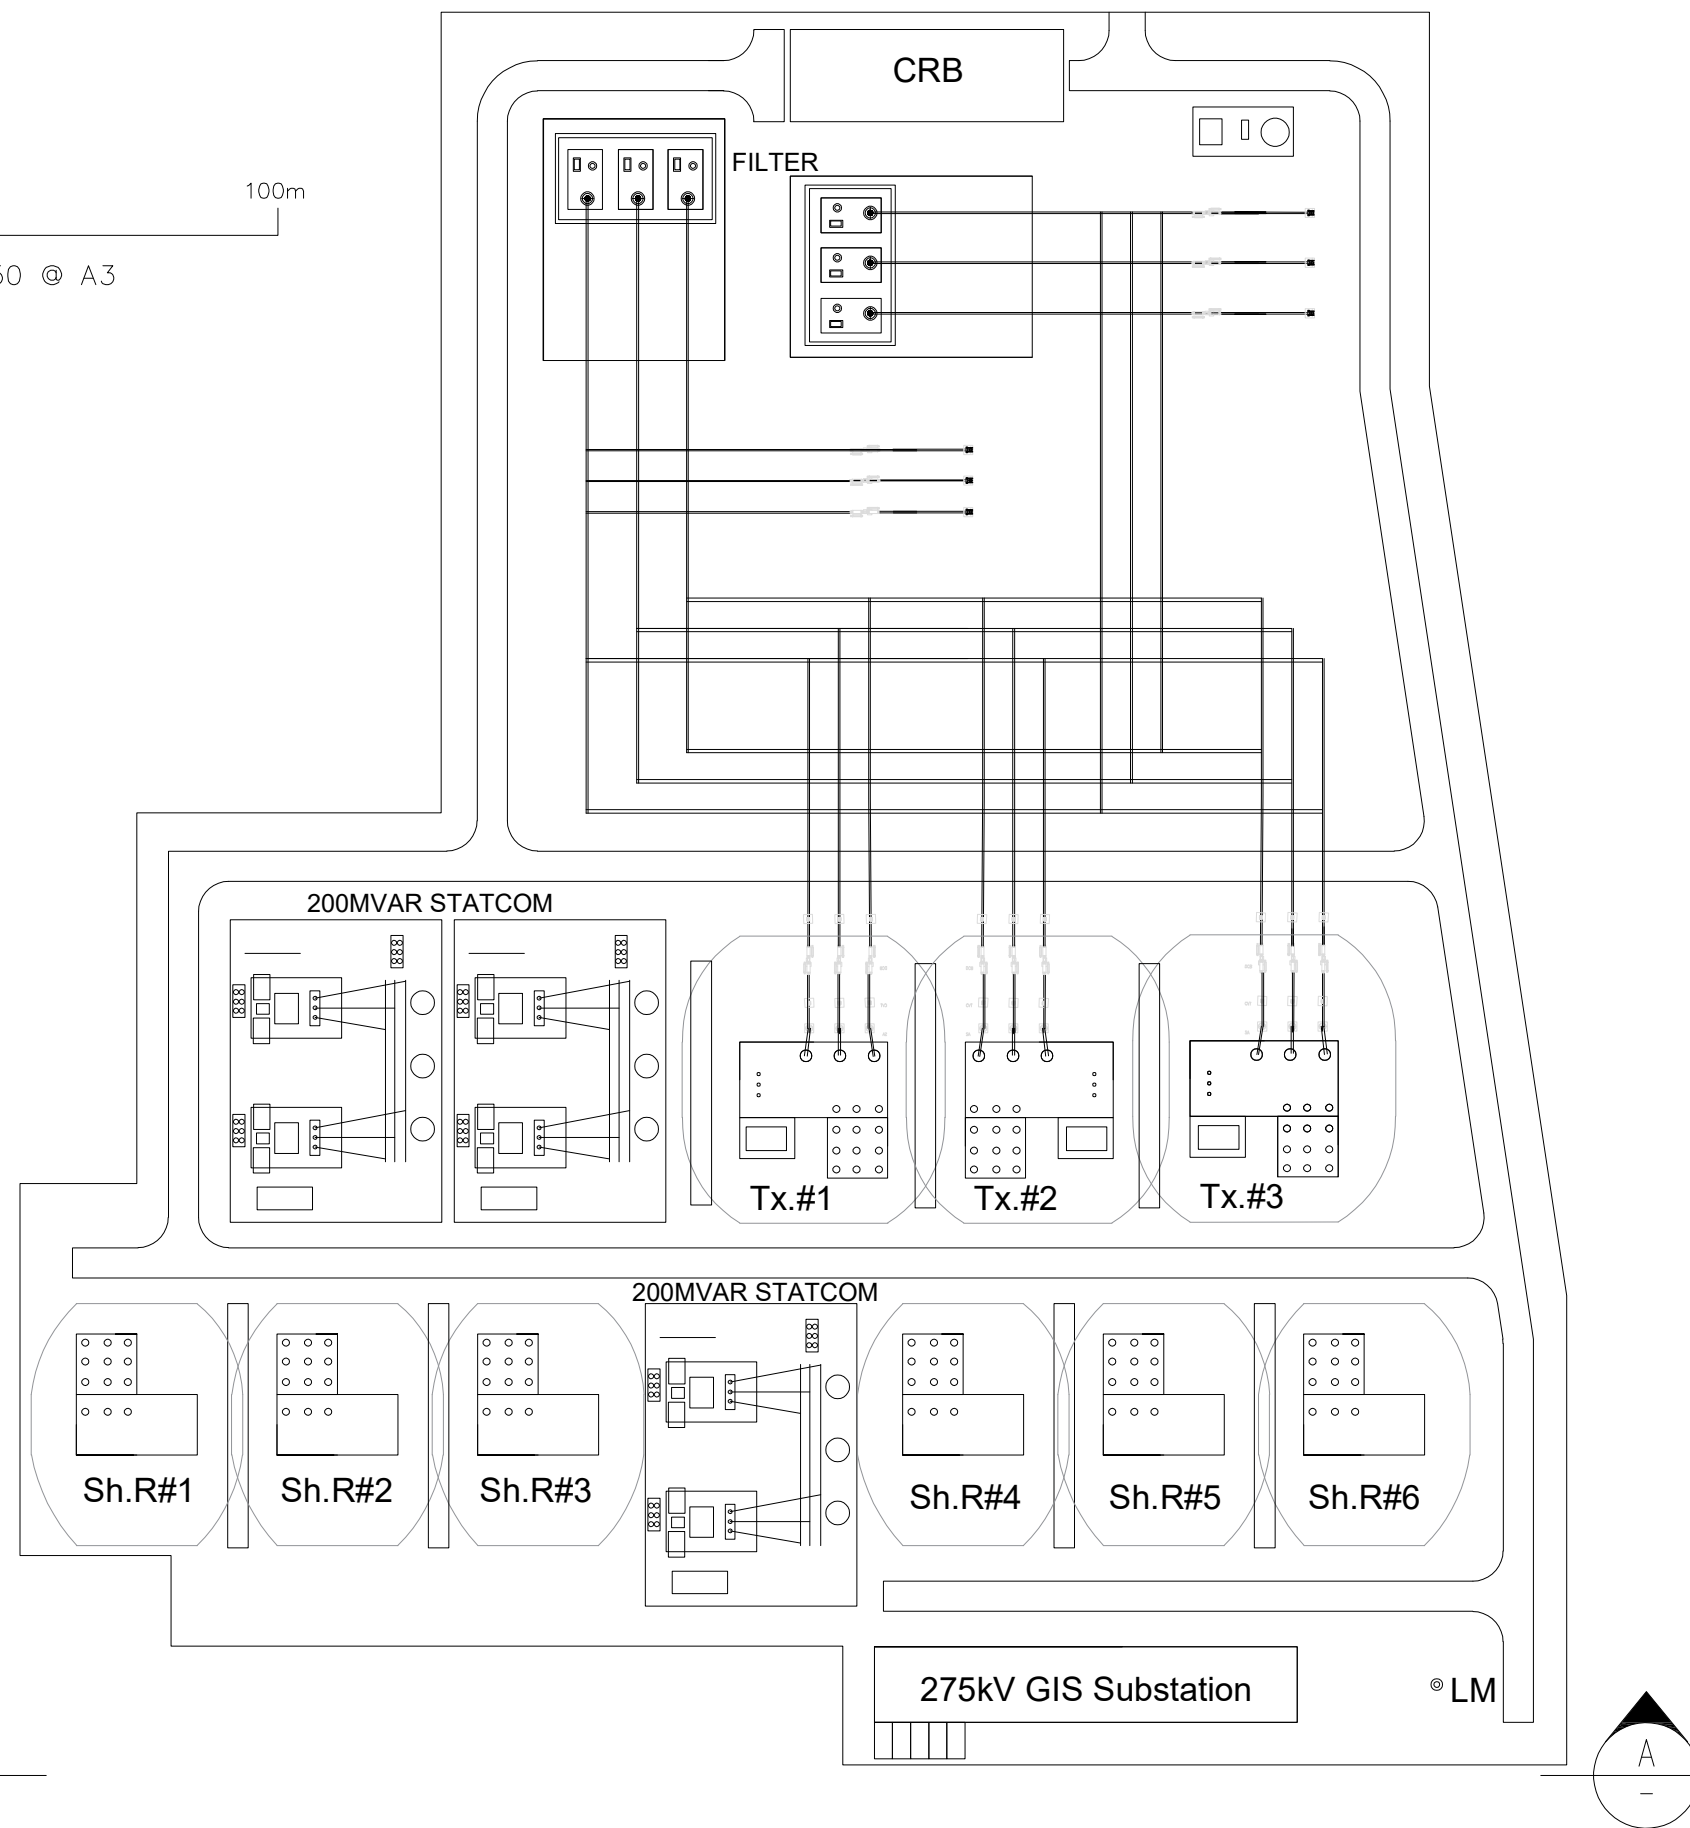 CRB
FILTER
100m
@ A3
200MVAR STATCOM
Tx.#1
Tx.#2
Tx.#3
200MVAR STATCOM
Sh.R#1
Sh.R#2
Sh.R#3
Sh.R#4
Sh.R#5
Sh.R#6
275kV GIS Substation
LM
A
-